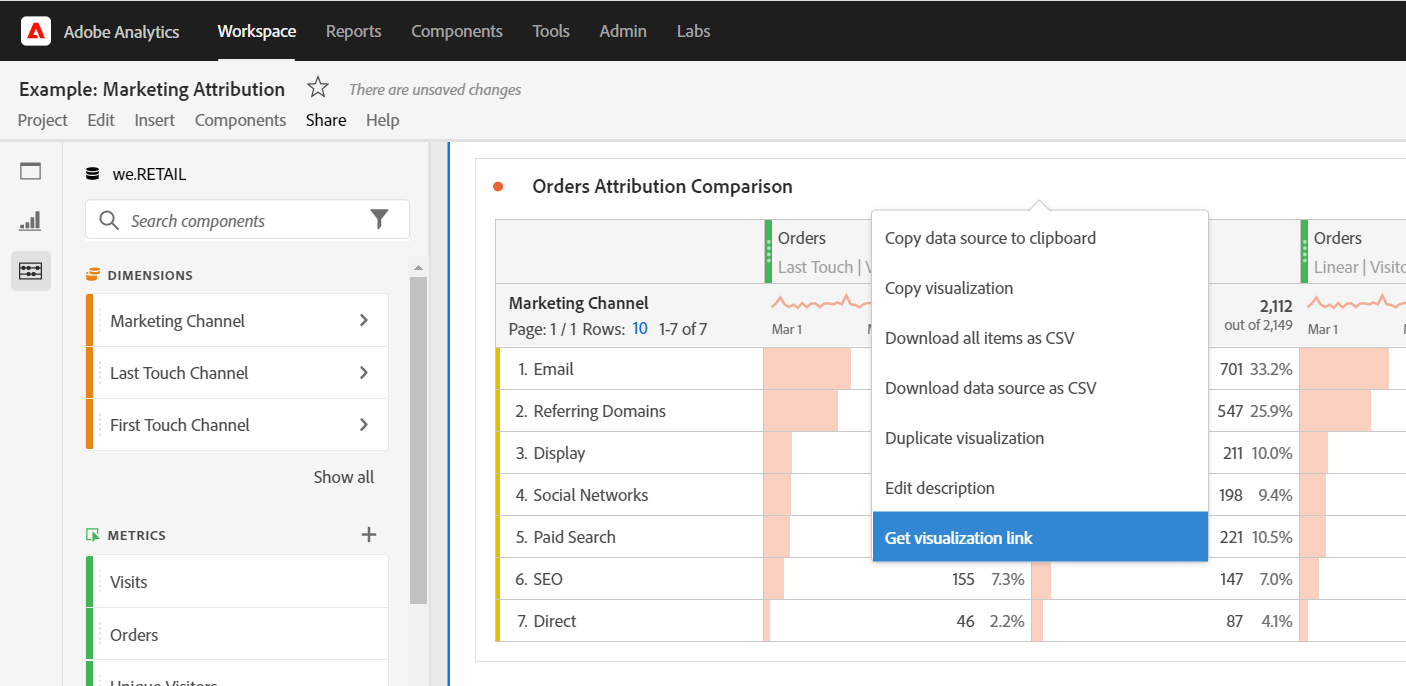 Adobe Analytics Workspace Reports Components Tools Admin Labs
Example: Marketing Attribution There are unsaved changes
Project Edit Insert Components Share Help
we.RETAIL
Search components
DIMENSIONS
Marketing Channel
Last Touch Channel
First Touch Channel
Show all
METRICS
Visits
Orders
Unique Visitors
Orders Attribution Comparison
Orders
Last Touch | V
Orders
Linear | Visito
Marketing Channel
Page: 1 / 1 Rows: 10 1-7 of 7
Mar 1
2,112
out of 2,149
Mar 1
1. Email 701 33.2%
2. Referring Domains 547 25.9%
3. Display 211 10.0%
4. Social Networks 198 9.4%
5. Paid Search 221 10.5%
6. SEO 155 7.3% 147 7.0%
7. Direct 46 2.2% 87 4.1%
Copy data source to clipboard
Copy visualization
Download all items as CSV
Download data source as CSV
Duplicate visualization
Edit description
Get visualization link